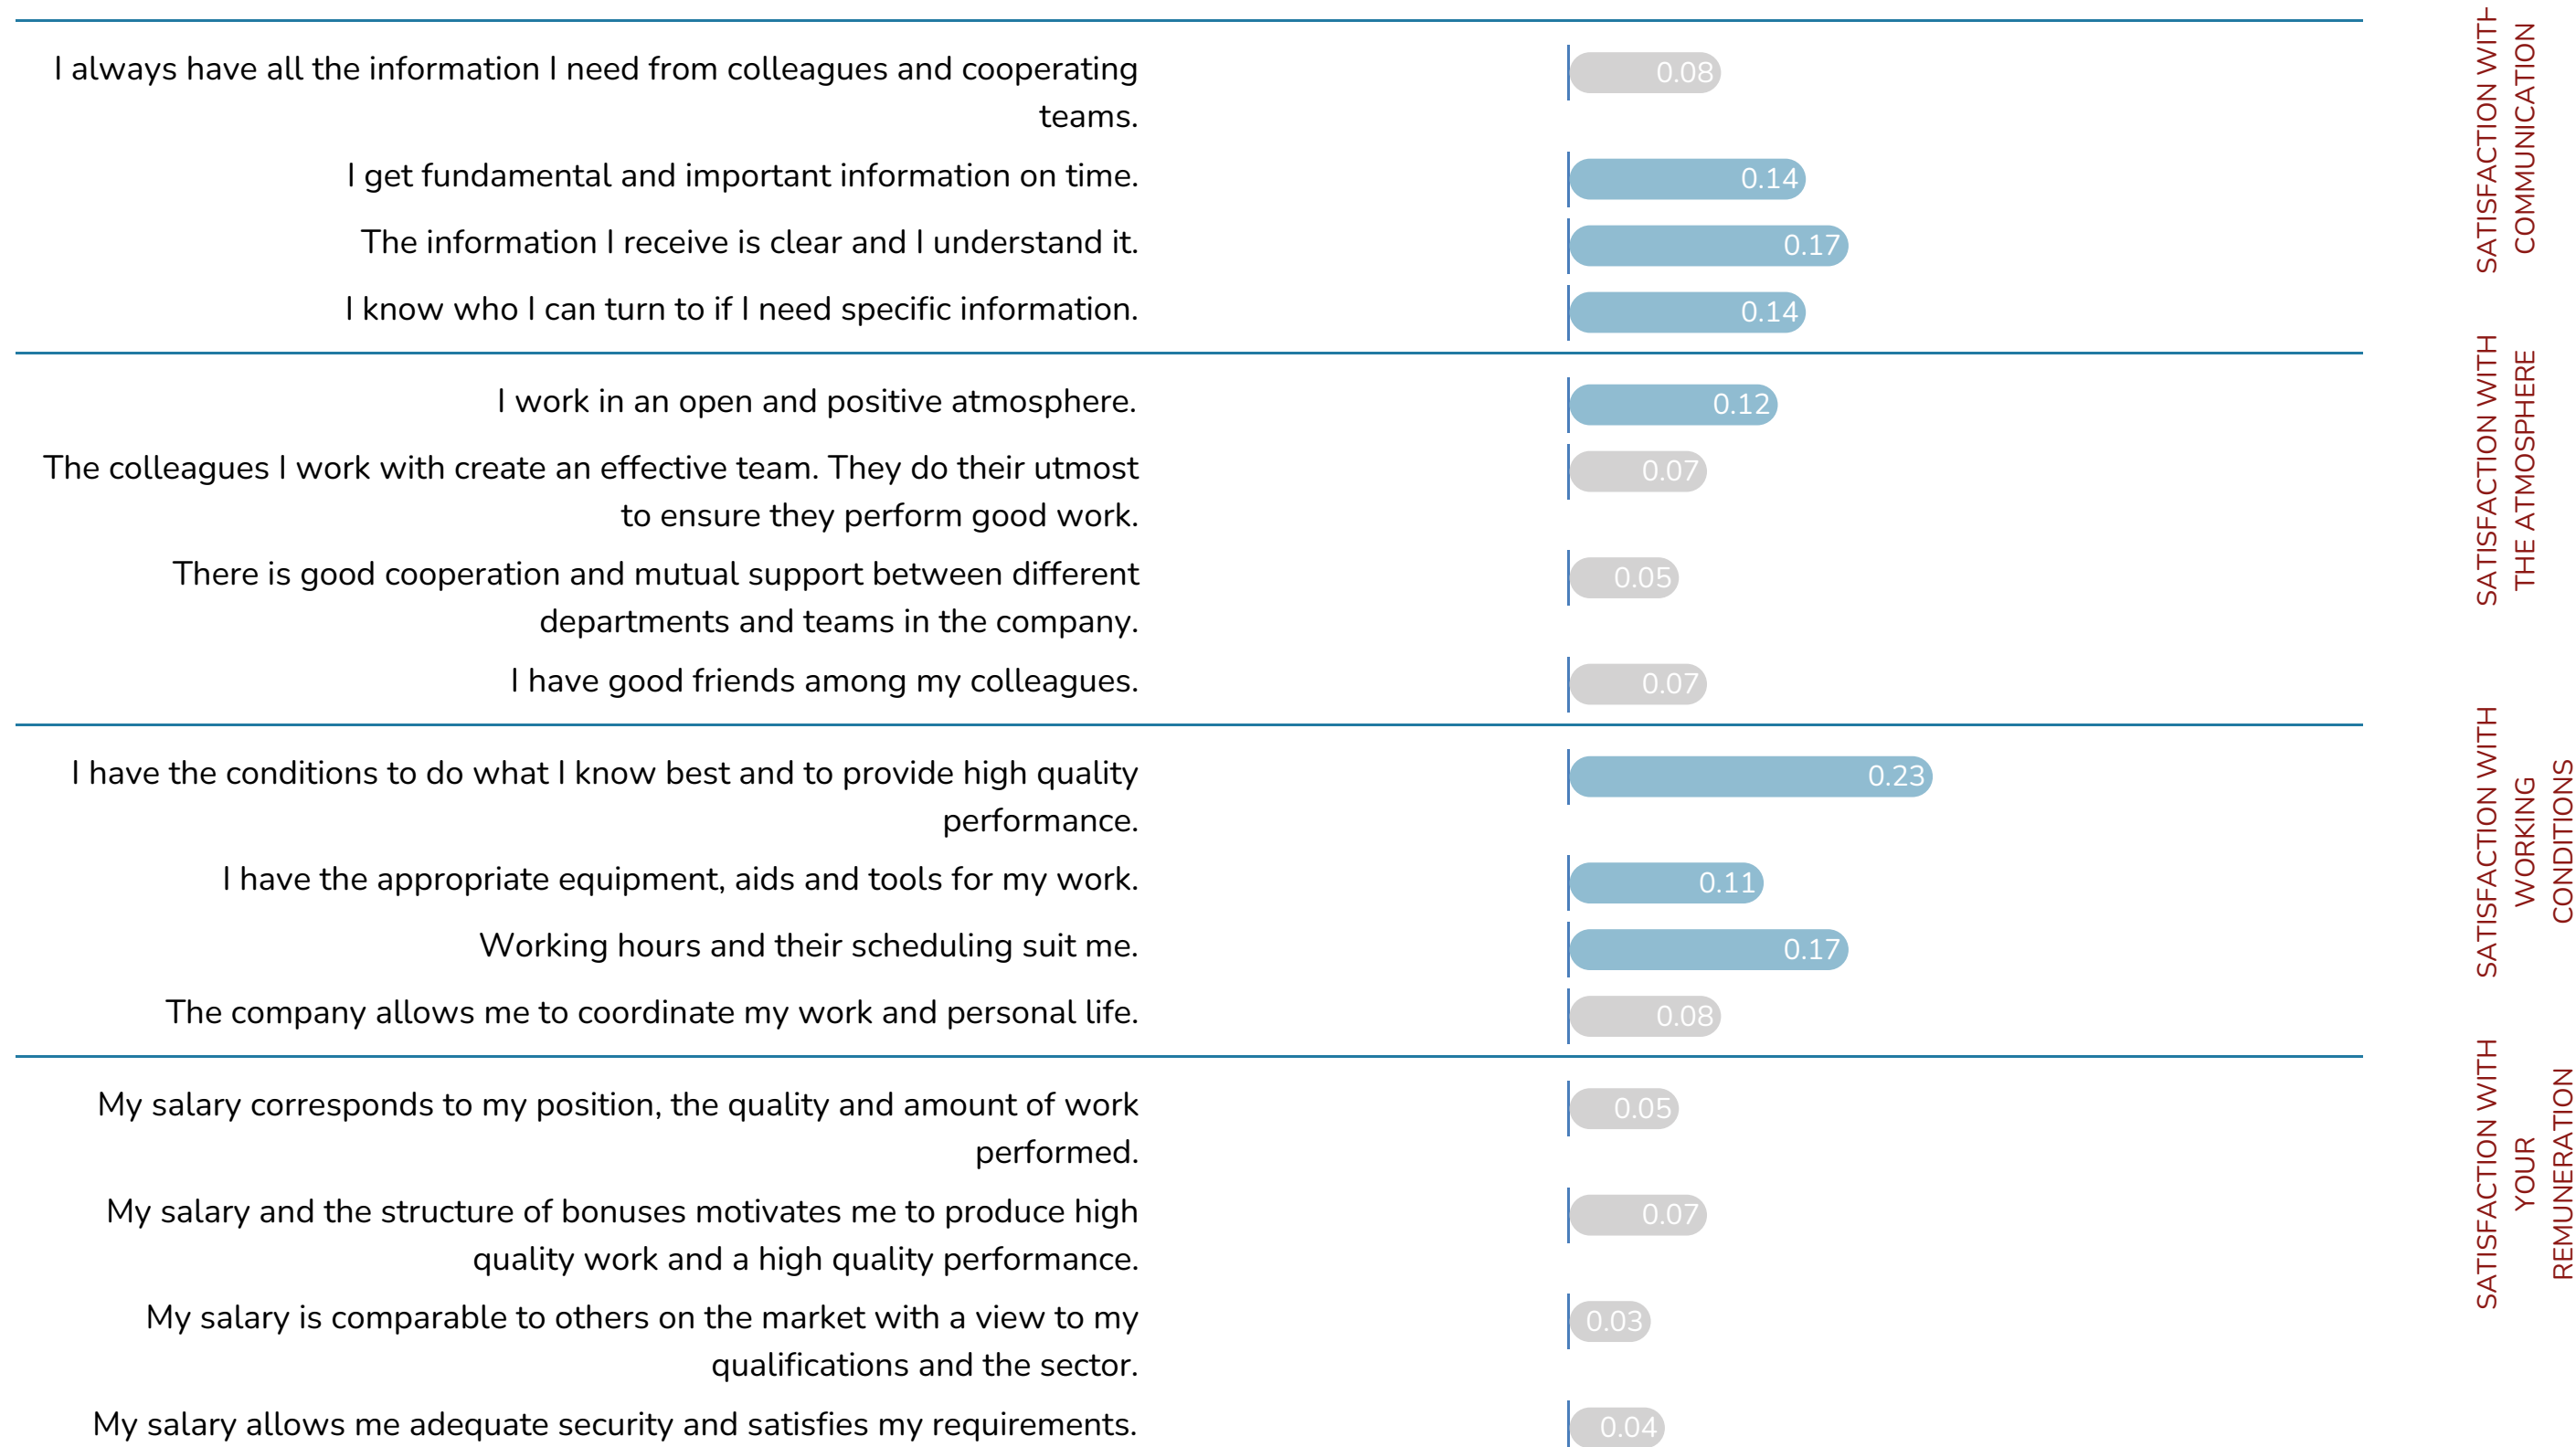 I always have all the information I need from colleagues and cooperating
teams.
0.08
I get fundamental and important information on time.
0.14
The information I receive is clear and I understand it.
0.17
I know who I can turn to if I need specific information.
0.14
SATISFACTION WITH
COMMUNICATION
I work in an open and positive atmosphere.
0.12
The colleagues I work with create an effective team. They do their utmost
to ensure they perform good work.
0.07
There is good cooperation and mutual support between different
departments and teams in the company.
0.05
I have good friends among my colleagues.
0.07
SATISFACTION WITH
THE ATMOSPHERE
I have the conditions to do what I know best and to provide high quality
performance.
0.23
I have the appropriate equipment, aids and tools for my work.
0.11
Working hours and their scheduling suit me.
0.17
The company allows me to coordinate my work and personal life.
0.08
SATISFACTION WITH
WORKING
CONDITIONS
My salary corresponds to my position, the quality and amount of work
performed.
0.05
My salary and the structure of bonuses motivates me to produce high
quality work and a high quality performance.
0.07
My salary is comparable to others on the market with a view to my
qualifications and the sector.
0.03
My salary allows me adequate security and satisfies my requirements.
0.04
SATISFACTION WITH
YOUR
REMUNERATION